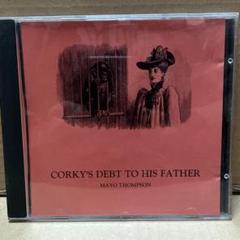 CORKY'S DEBT TO HIS FATHER
MAYO THOMPSON